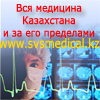 Вся медицина
Казахстана
и за его пределами
www.svsmedical.kz